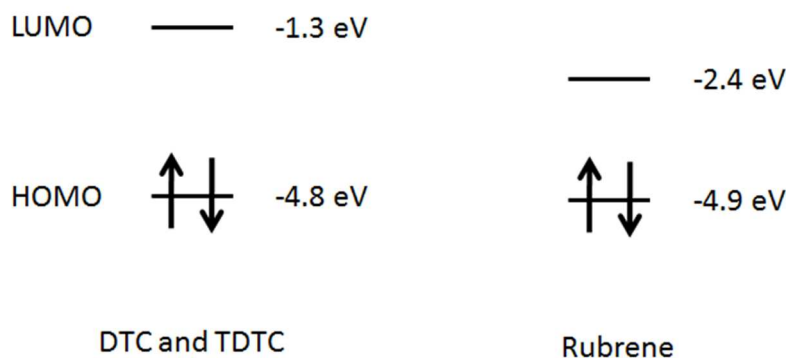 LUMO -1.3 eV
-2.4 eV
HOMO -4.8 eV
-4.9 eV
DTC and TDTC
Rubrene